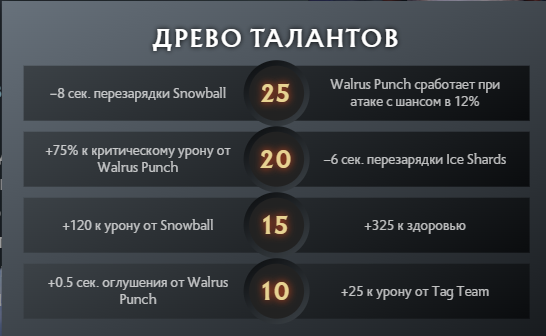 ДРЕВО ТАЛАНТОВ
–8 сек. перезарядки Snowball
25
Walrus Punch сработает при
атаке с шансом в 12%
+75% к критическому урону от
Walrus Punch
20
–6 сек. перезарядки Ice Shards
+120 к урону от Snowball
15
+325 к здоровью
+0.5 сек. оглушения от Walrus
Punch
10
+25 к урону от Tag Team